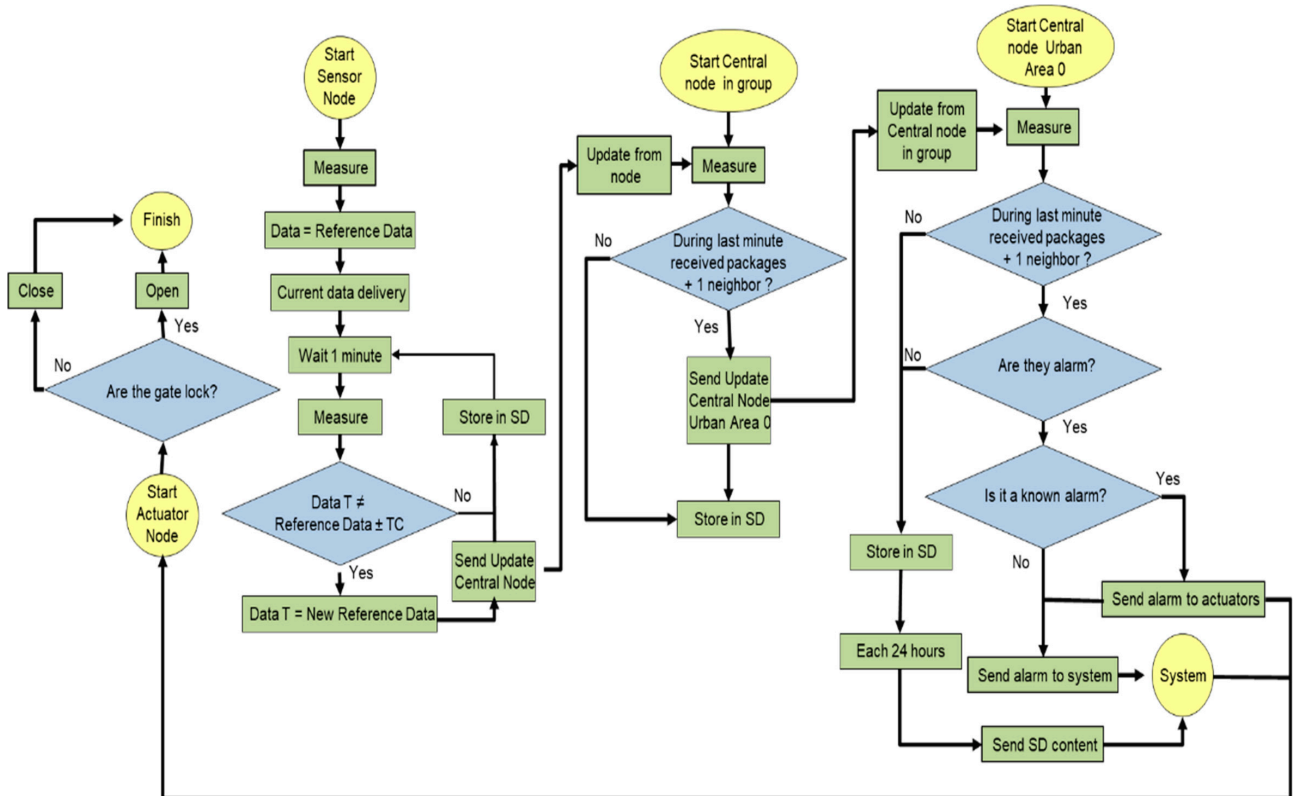 Start
Sensor
Node
Measure
Data = Reference Data
Current data delivery
Wait 1 minute
Measure
Store in SD
Data T ≠
Reference Data ± TC
No
Yes
Data T = New Reference Data
Send Update
Central Node
Finish
Close
Open
No
Yes
Are the gate lock?
Start
Actuator
Node
Start Central
node in group
Update from
node
Measure
No
During last minute
received packages
+ 1 neighbor ?
Yes
Send Update
Central Node
Urban Area 0
Store in SD
Start Central
node Urban
Area 0
Update from
Central node
in group
Measure
No
During last minute
received packages
+ 1 neighbor ?
Yes
No
Are they alarm?
Yes
Is it a known alarm?
Yes
No
Store in SD
Each 24 hours
Send alarm to actuators
Send alarm to system
System
Send SD content